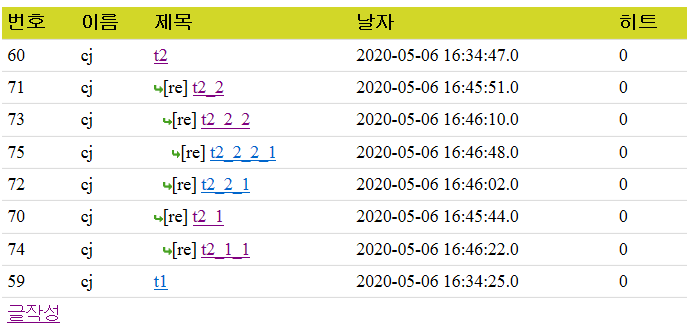 번호 이름 제목 날자 히트
60 cj t2 2020-05-06 16:34:47.0 0
71 cj [re] t2_2 2020-05-06 16:45:51.0 0
73 cj [re] t2_2_2 2020-05-06 16:46:10.0 0
75 cj [re] t2_2_2_1 2020-05-06 16:46:48.0 0
72 cj [re] t2_2_1 2020-05-06 16:46:02.0 0
70 cj [re] t2_1 2020-05-06 16:45:44.0 0
74 cj [re] t2_1_1 2020-05-06 16:46:22.0 0
59 cj t1 2020-05-06 16:34:25.0 0
글작성